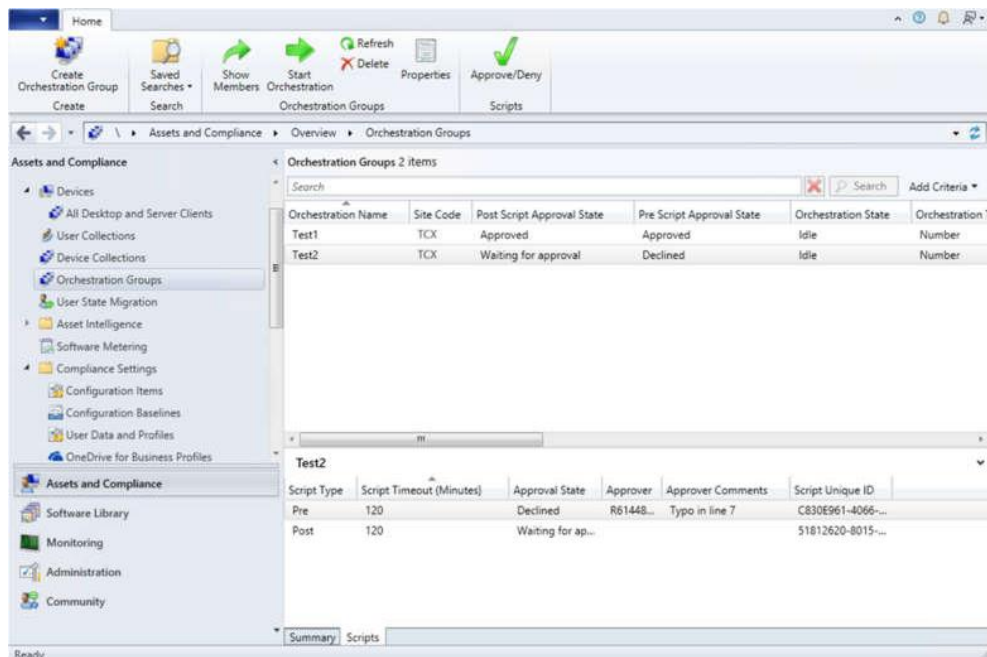 Home
Create Orchestration Group
Saved Searches
Show Members
Start Orchestration
Refresh
Delete
Properties
Approve/Deny
Create
Search
Orchestration Groups
Scripts
\ Assets and Compliance Overview Orchestration Groups
Assets and Compliance
Devices
All Desktop and Server Clients
User Collections
Device Collections
Orchestration Groups
User State Migration
Asset Intelligence
Software Metering
Compliance Settings
Configuration Items
Configuration Baselines
User Data and Profiles
OneDrive for Business Profiles
Assets and Compliance
Software Library
Monitoring
Administration
Community
Orchestration Groups 2 items
Search Search Add Criteria
Orchestration Name Site Code Post Script Approval State Pre Script Approval State Orchestration State Orchestration T
Test1 TCX Approved Approved Idle Number
Test2 TCX Waiting for approval Declined Idle Number
Test2
Script Type Script Timeout (Minutes) Approval State Approver Approver Comments Script Unique ID
Pre 120 Declined R61448... Typo in line 7 C830E961-4066-...
Post 120 Waiting for ap... 51812620-8015-...
Summary Scripts
Ready